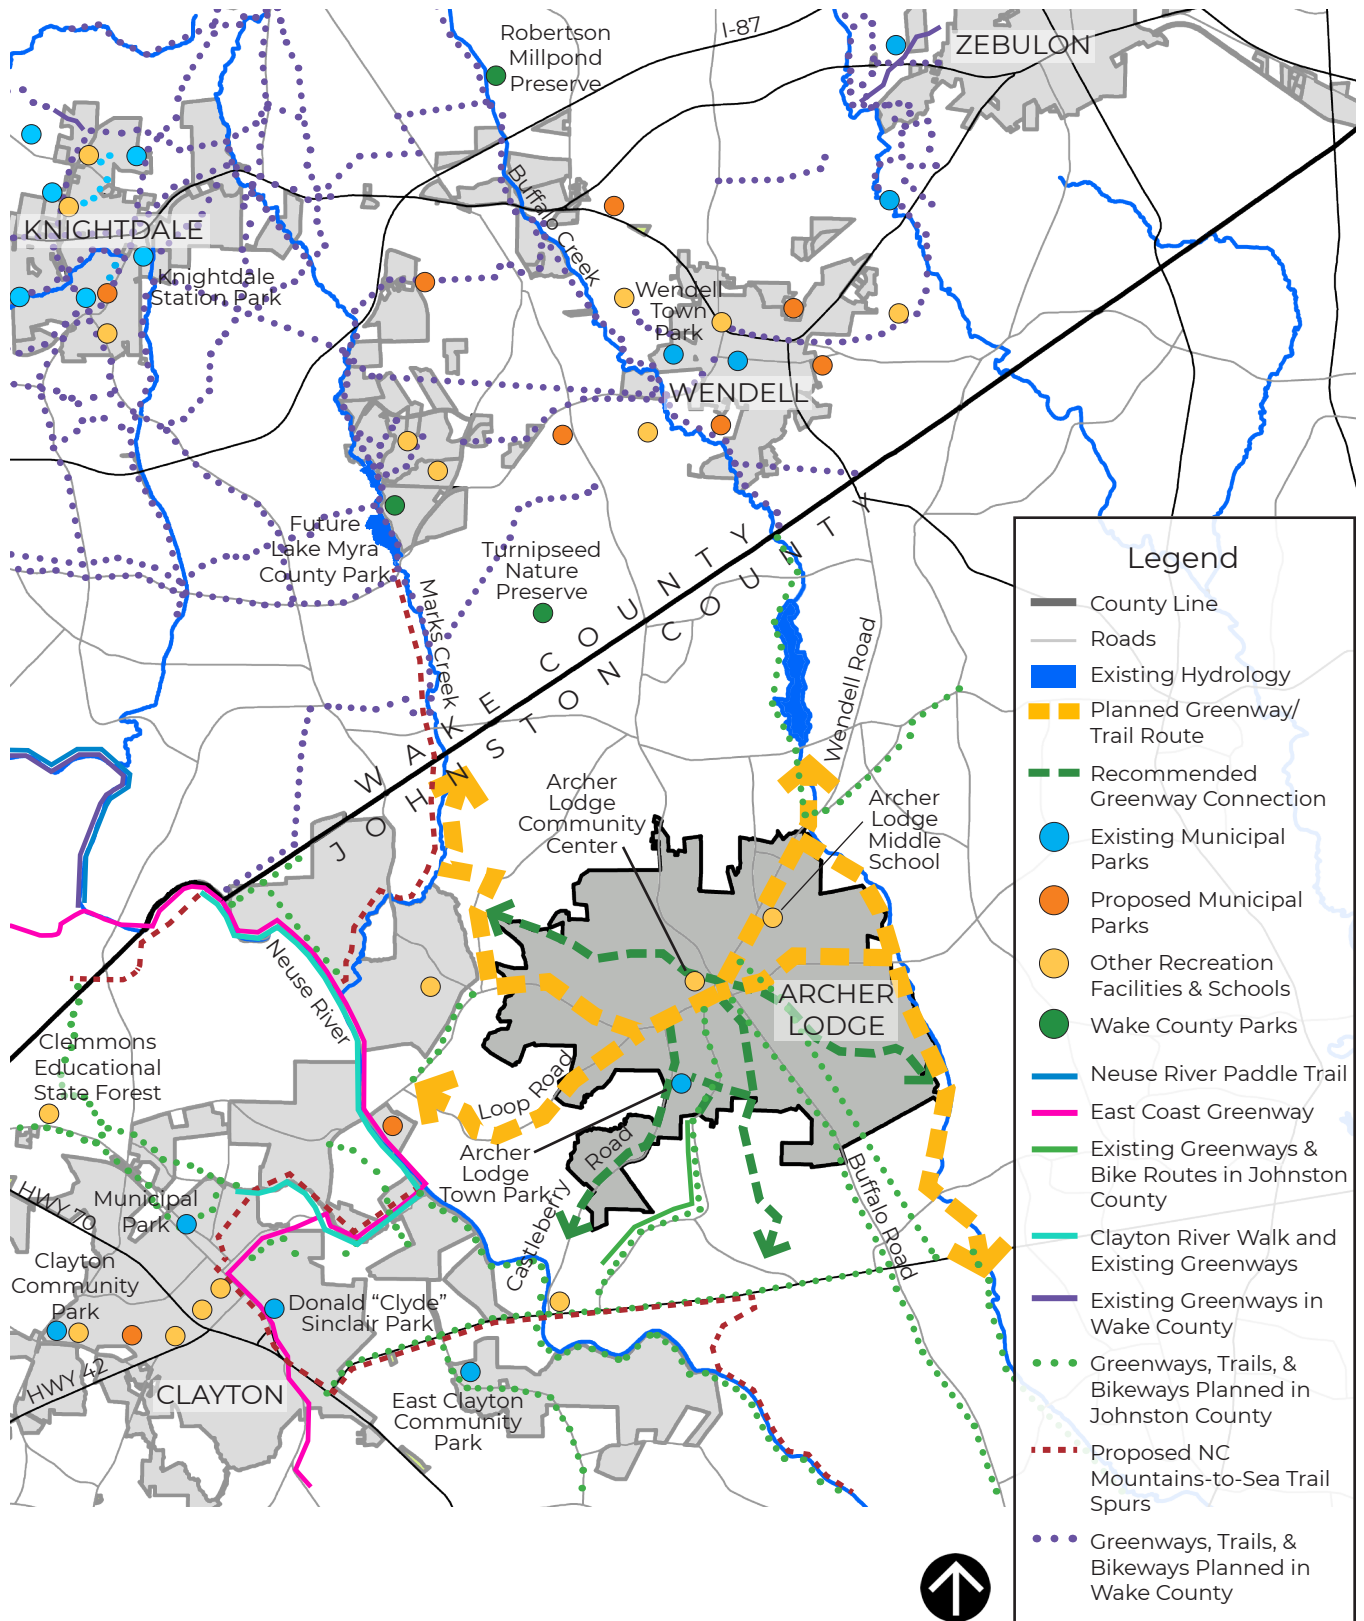 Robertson
Millpond
Preserve
I-87
ZEBULON
Buffalo Creek
KNIGHTDALE
Knightdale
Station Park
Wendell
Town
Park
WENDELL
Future
Lake Myra
County Park
Turnipseed
Nature
Preserve
Marks Creek
WAKE COUNTY
JOHNSTON COUNTY
Wendell Road
Archer
Lodge
Community
Center
Archer
Lodge
Middle
School
Neuse River
ARCHER
LODGE
Clemmons
Educational
State Forest
Loop Road
Archer
Lodge
Town Park
Castleberry Road
Buffalo Road
HWY 70
Municipal
Park
Clayton
Community
Park
Donald “Clyde”
Sinclair Park
HWY 42
CLAYTON
East Clayton
Community
Park
Legend
County Line
Roads
Existing Hydrology
Planned Greenway/
Trail Route
Recommended
Greenway Connection
Existing Municipal
Parks
Proposed Municipal
Parks
Other Recreation
Facilities & Schools
Wake County Parks
Neuse River Paddle Trail
East Coast Greenway
Existing Greenways &
Bike Routes in Johnston
County
Clayton River Walk and
Existing Greenways
Existing Greenways in
Wake County
Greenways, Trails, &
Bikeways Planned in
Johnston County
Proposed NC
Mountains-to-Sea Trail
Spurs
Greenways, Trails, &
Bikeways Planned in
Wake County